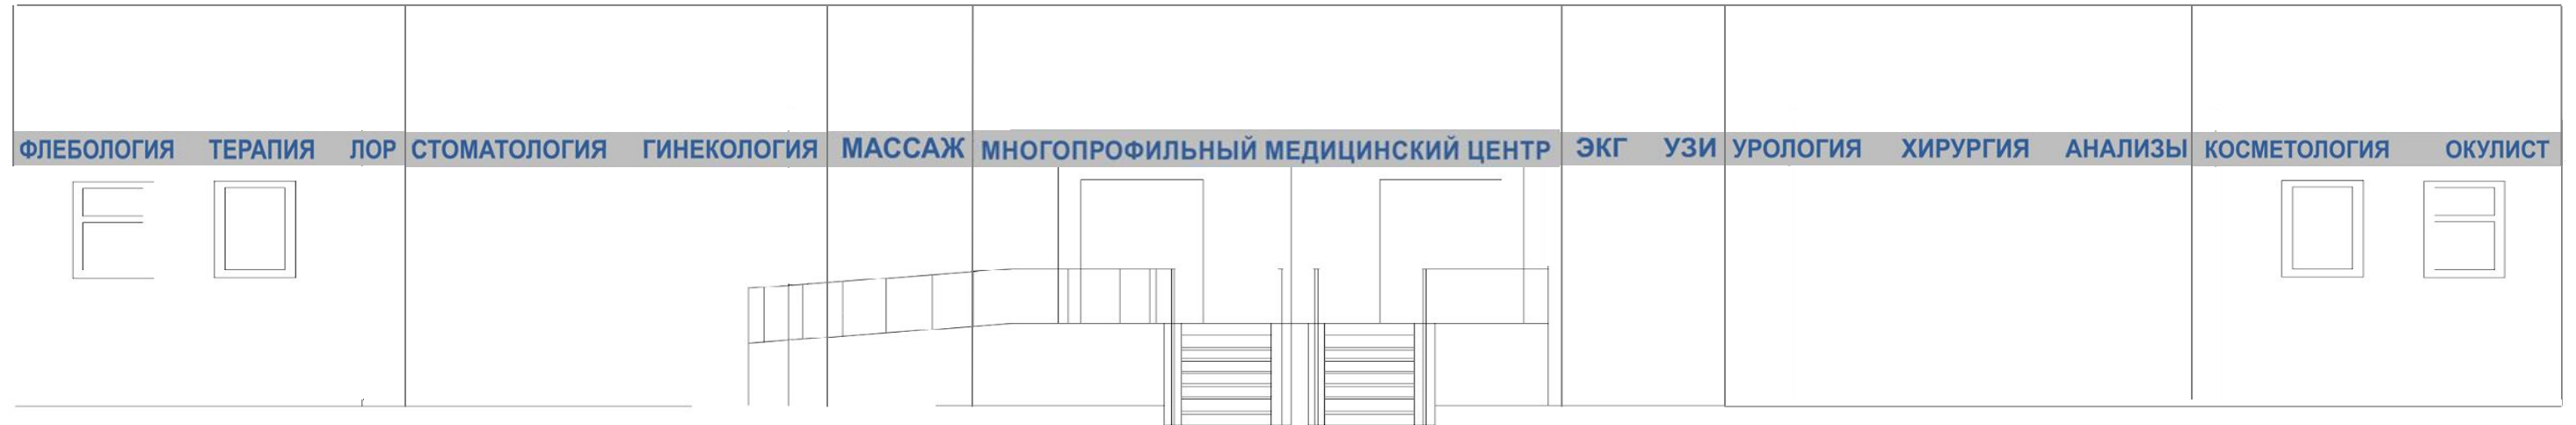 ФЛЕБОЛОГИЯ ТЕРАПИЯ ЛОР СТОМАТОЛОГИЯ ГИНЕКОЛОГИЯ МАССАЖ МНОГОПРОФИЛЬНЫЙ МЕДИЦИНСКИЙ ЦЕНТР ЭКГ УЗИ УРОЛОГИЯ ХИРУРГИЯ АНАЛИЗЫ КОСМЕТОЛОГИЯ ОКУЛИСТ